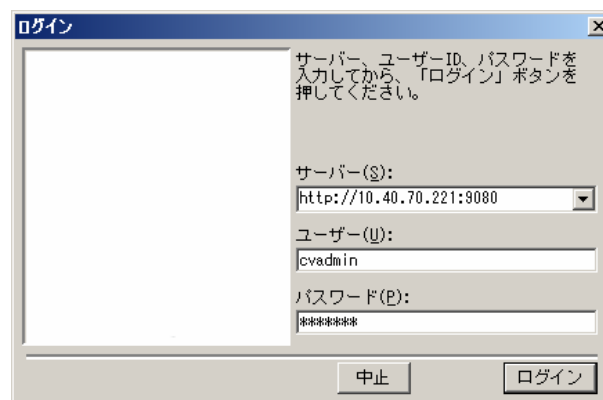 ログイン
サーバー、ユーザーID、パスワードを
入力してから、「ログイン」ボタンを
押してください。
サーバー(S):
http://10.40.70.221:9080
ユーザー(U):
cvadmin
パスワード(P):
*******
中止
ログイン